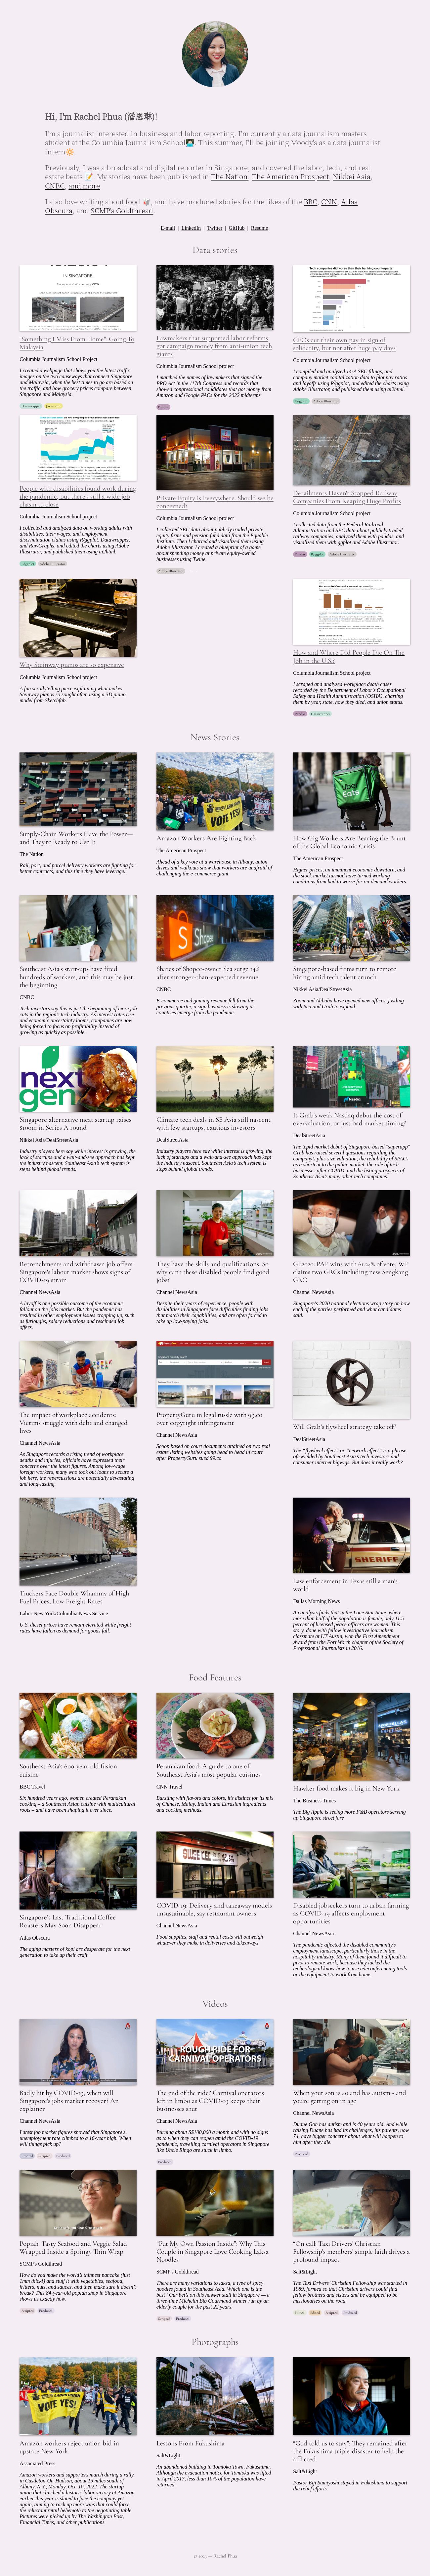 Hi, I'm Rachel Phua (潘恩琳)!
I'm a journalist interested in business and labor reporting. I'm currently a data journalism masters
student at the Columbia Journalism School👩🏻‍💻. This summer, I'll be joining Moody's as a data journalist
intern🔆.
Previously, I was a broadcast and digital reporter in Singapore, and covered the labor, tech, and real
estate beats 📝. My stories have been published in The Nation, The American Prospect, Nikkei Asia,
CNBC, and more.
I also love writing about food 🥡, and have produced stories for the likes of the BBC, CNN, Atlas
Obscura, and SCMP's Goldthread.
E-mail | LinkedIn | Twitter | GitHub | Resume
Data stories
IN SINGAPORE
"Something I Miss From Home": Going To
Malaysia
Columbia Journalism School Project
I created a webpage that shows you the latest traffic
images on the two causeways that connect Singapore
and Malaysia, when the best times to go are based on
the traffic, and how grocery prices compare between
Singapore and Malaysia.
Datawrapper Javascript
Lawmakers that supported labor reforms
got campaign money from anti-union tech
giants
Columbia Journalism School project
I matched the names of lawmakers that signed the
PRO Act in the 117th Congress and records that
showed congressional candidates that got money from
Amazon and Google PACs for the 2022 midterms.
Pandas
CEOs cut their own pay in sign of
solidarity, but not after huge pay days
Columbia Journalism School project
I compiled and analyzed 14-A SEC filings, and
company market capitalization data to plot pay ratios
and layoffs using R/ggplot, and edited the charts using
Adobe Illustrator, and published them using ai2html.
R/ggplot Adobe Illustrator
People with disabilities found work during
the pandemic, but there's still a wide job
chasm to close
Columbia Journalism School project
I collected and analyzed data on working adults with
disabilities, their wages, and employment
discrimination claims using R/ggplot, Datawrapper,
and RawGraphs. I edited the charts using Adobe
Illustrator, and published them using ai2html.
R/ggplot Adobe Illustrator
Private Equity is Everywhere. Should we be
concerned?
Columbia Journalism School project
I collected SEC data about publicly traded private
equity firms and pension fund data from the Equable
Institute. Then I charted and visualized them using
Adobe Illustrator. I created a blueprint of a game
about spending money at private equity-owned
businesses using Twine.
Adobe Illustrator
Derailments Haven't Stopped Railway
Companies From Reaping Huge Profits
Columbia Journalism School project
I collected data from the Federal Railroad
Administration and SEC data about publicly traded
railway companies, analyzed them with pandas, and
visualized them with ggplot and Adobe Illustrator.
Pandas R/ggplot Adobe Illustrator
Why Steinway pianos are so expensive
Columbia Journalism School project
A fun scrollytelling piece explaining what makes
Steinway pianos so sought after, using a 3D piano
model from Sketchfab.
How and Where Did People Die On The
Job in the U.S.?
Columbia Journalism School project
I scraped and analyzed workplace death cases
recorded by the Department of Labor's Occupational
Safety and Health Administration (OSHA), charting
them by year, state, how they died, and union status.
Pandas Datawrapper
News Stories
Supply-Chain Workers Have the Power—
and They're Ready to Use It
The Nation
Rail, port, and parcel delivery workers are fighting for
better contracts, and this time they have leverage.
VOTE YES!
Amazon Workers Are Fighting Back
The American Prospect
Ahead of a key vote at a warehouse in Albany, union
drives and walkouts show that workers are unafraid of
challenging the e-commerce giant.
Eats
How Gig Workers Are Bearing the Brunt
of the Global Economic Crisis
The American Prospect
Higher prices, an imminent economic downturn, and
the stock market turmoil have turned working
conditions from bad to worse for on-demand workers.
Southeast Asia's start-ups have fired
hundreds of workers, and this may just be
the beginning
CNBC
Tech insiders say this is just the beginning of more job
cuts in the region's tech industry. As interest rates rise
and economic uncertainty looms, companies are now
being forced to focus on profitability instead of
growing as quickly as possible.
Shopee
Shares of Shopee-owner Sea surge 14%
after stronger-than-expected revenue
CNBC
E-commerce and gaming revenue fell from the
previous quarter, a sign business is slowing as
countries emerge from the pandemic.
Singapore-based firms turn to remote
hiring amid tech talent crunch
Nikkei Asia/DealStreetAsia
Zoom and Alibaba have opened new offices, jostling
with Sea and Grab to expand.
next
gen
Singapore alternative meat startup raises
$100m in Series A round
Nikkei Asia/DealStreetAsia
Industry players here say while interest is growing, the
lack of startups and a wait-and-see approach has kept
the industry nascent. Southeast Asia's tech system is
steps behind global trends.
Climate tech deals in SE Asia still nascent
with few startups, cautious investors
DealStreetAsia
Industry players here say while interest is growing, the
lack of startups and a wait-and-see approach has kept
the industry nascent. Southeast Asia's tech system is
steps behind global trends.
Is Grab's weak Nasdaq debut the cost of
overvaluation, or just bad market timing?
DealStreetAsia
The tepid market debut of Singapore-based "superapp"
Grab has raised several questions regarding the
company's plus-size valuation, the reliability of SPACs
as a shortcut to the public market, the role of tech
businesses after COVID, and the listing prospects of
Southeast Asia's many other tech companies.
Retrenchments and withdrawn job offers:
Singapore's labour market shows signs of
COVID-19 strain
Channel NewsAsia
A layoff is one possible outcome of the economic
fallout on the job market. But the pandemic has
resulted in other employment issues cropping up, such
as furloughs, salary reductions and rescinded job
offers.
They have the skills and qualifications. So
why can't these disabled people find good
jobs?
Channel NewsAsia
Despite their years of experience, people with
disabilities in Singapore face difficulties finding jobs
that match their capabilities, and are often forced to
take up low-paying jobs.
GE2020: PAP wins with 61.24% of vote; WP
claims two GRCs including new Sengkang
GRC
Channel NewsAsia
Singapore's 2020 national elections wrap story on how
each of the parties performed and what candidates
said.
The impact of workplace accidents:
Victims struggle with debt and changed
lives
Channel NewsAsia
As Singapore records a rising trend of workplace
deaths and injuries, officials have expressed their
concerns over the latest figures. Among low-wage
foreign workers, many who took out loans to secure a
job here, the repercussions are potentially devastating
and long-lasting.
PropertyGuru in legal tussle with 99.co
over copyright infringement
Channel NewsAsia
Scoop based on court documents attained on two real
estate listing websites going head to head in court
after PropertyGuru sued 99.co.
Will Grab's flywheel strategy take off?
DealStreetAsia
The "flywheel effect" or "network effect" is a phrase
oft-wielded by Southeast Asia's tech investors and
consumer internet bigwigs. But does it really work?
Truckers Face Double Whammy of High
Fuel Prices, Low Freight Rates
Labor New York/Columbia News Service
U.S. diesel prices have remain elevated while freight
rates have fallen as demand for goods fall.
SHERIFF
Law enforcement in Texas still a man's
world
Dallas Morning News
An analysis finds that in the Lone Star State, where
more than half of the population is female, only 11.5
percent of licensed peace officers are women. This
story, done with fellow investigative journalism
classmate at UT Austin, won the First Amendment
Award from the Fort Worth chapter of the Society of
Professional Journalists in 2016.
Food Features
Southeast Asia's 600-year-old fusion
cuisine
BBC Travel
Six hundred years ago, women created Peranakan
cooking – a Southeast Asian cuisine with multicultural
roots – and have been shaping it ever since.
Peranakan food: A guide to one of
Southeast Asia's most popular cuisines
CNN Travel
Bursting with flavors and colors, it's distinct for its mix
of Chinese, Malay, Indian and Eurasian ingredients
and cooking methods.
Hawker food makes it big in New York
The Business Times
The Big Apple is seeing more F&B operators serving
up Singapore street fare
Singapore's Last Traditional Coffee
Roasters May Soon Disappear
Atlas Obscura
The aging masters of kopi are desperate for the next
generation to take up their craft.
COVID-19: Delivery and takeaway models
unsustainable, say restaurant owners
Channel NewsAsia
Food supplies, staff and rental costs will outweigh
whatever they make in deliveries and takeaways.
Disabled jobseekers turn to urban farming
as COVID-19 affects employment
opportunities
Channel NewsAsia
The pandemic affected the disabled community's
employment landscape, particularly those in the
hospitality industry. Many of them found it difficult to
pivot to remote work, because they lacked the
technological know-how to use teleconferencing tools
or the equipment to work from home.
Videos
Badly hit by COVID-19, when will
Singapore's jobs market recover? An
explainer
Channel NewsAsia
Latest job market figures showed that Singapore's
unemployment rate climbed to a 16-year high. When
will things pick up?
Fronted Scripted Produced
ROUGH RIDE FOR
CARNIVAL OPERATORS
The end of the ride? Carnival operators
left in limbo as COVID-19 keeps their
businesses shut
Channel NewsAsia
Burning about S$100,000 a month and with no signs
as to when they can open amid the COVID-19
pandemic, travelling carnival operators in Singapore
like Uncle Ringo are stuck in limbo.
Produced
When your son is 40 and has autism - and
you're getting on in age
Channel NewsAsia
Duane Goh has autism and is 40 years old. And while
raising Duane has had its challenges, his parents, now
74, have bigger concerns about what will happen to
him after they die.
Produced
Popiah: Tasty Seafood and Veggie Salad
Wrapped Inside a Springy Thin Wrap
SCMP's Goldthread
How do you make the world's thinnest pancake (just
1mm thick!) and stuff it with vegetables, seafood,
fritters, nuts, and sauces, and then make sure it doesn't
break? This 84-year-old popiah shop in Singapore
shows us exactly how.
Scripted Produced
"Put My Own Passion Inside": Why This
Couple in Singapore Love Cooking Laksa
Noodles
SCMP's Goldthread
There are many variations to laksa, a type of spicy
noodles found in Southeast Asia. Which one is the
best? Our bet's on this hawker stall in Singapore — a
three-time Michelin Bib Gourmand winner run by an
elderly couple for the past 22 years.
Scripted Produced
"On call: Taxi Drivers' Christian
Fellowship's members' simple faith drives a
profound impact
Salt&Light
The Taxi Drivers' Christian Fellowship was started in
1989, formed so that Christian drivers could find
fellow brothers and sisters and be equipped to be
missionaries on the road.
Filmed Edited Scripted Produced
Photographs
VOTE YES!
Amazon workers reject union bid in
upstate New York
Associated Press
Amazon workers and supporters march during a rally
in Castleton-On-Hudson, about 15 miles south of
Albany, N.Y., Monday, Oct. 10, 2022. The startup
union that clinched a historic labor victory at Amazon
earlier this year is slated to face the company yet
again, aiming to rack up more wins that could force
the reluctant retail behemoth to the negotiating table.
Pictures were picked up by The Washington Post,
Financial Times, and other publications.
Lessons From Fukushima
Salt&Light
An abandoned building in Tomioka Town, Fukushima.
Although the evacuation notice for Tomioka was lifted
in April 2017, less than 10% of the population have
returned.
"God told us to stay": They remained after
the Fukushima triple-disaster to help the
afflicted
Salt&Light
Pastor Eiji Sumiyoshi stayed in Fukushima to support
the relief efforts.
© 2023 — Rachel Phua